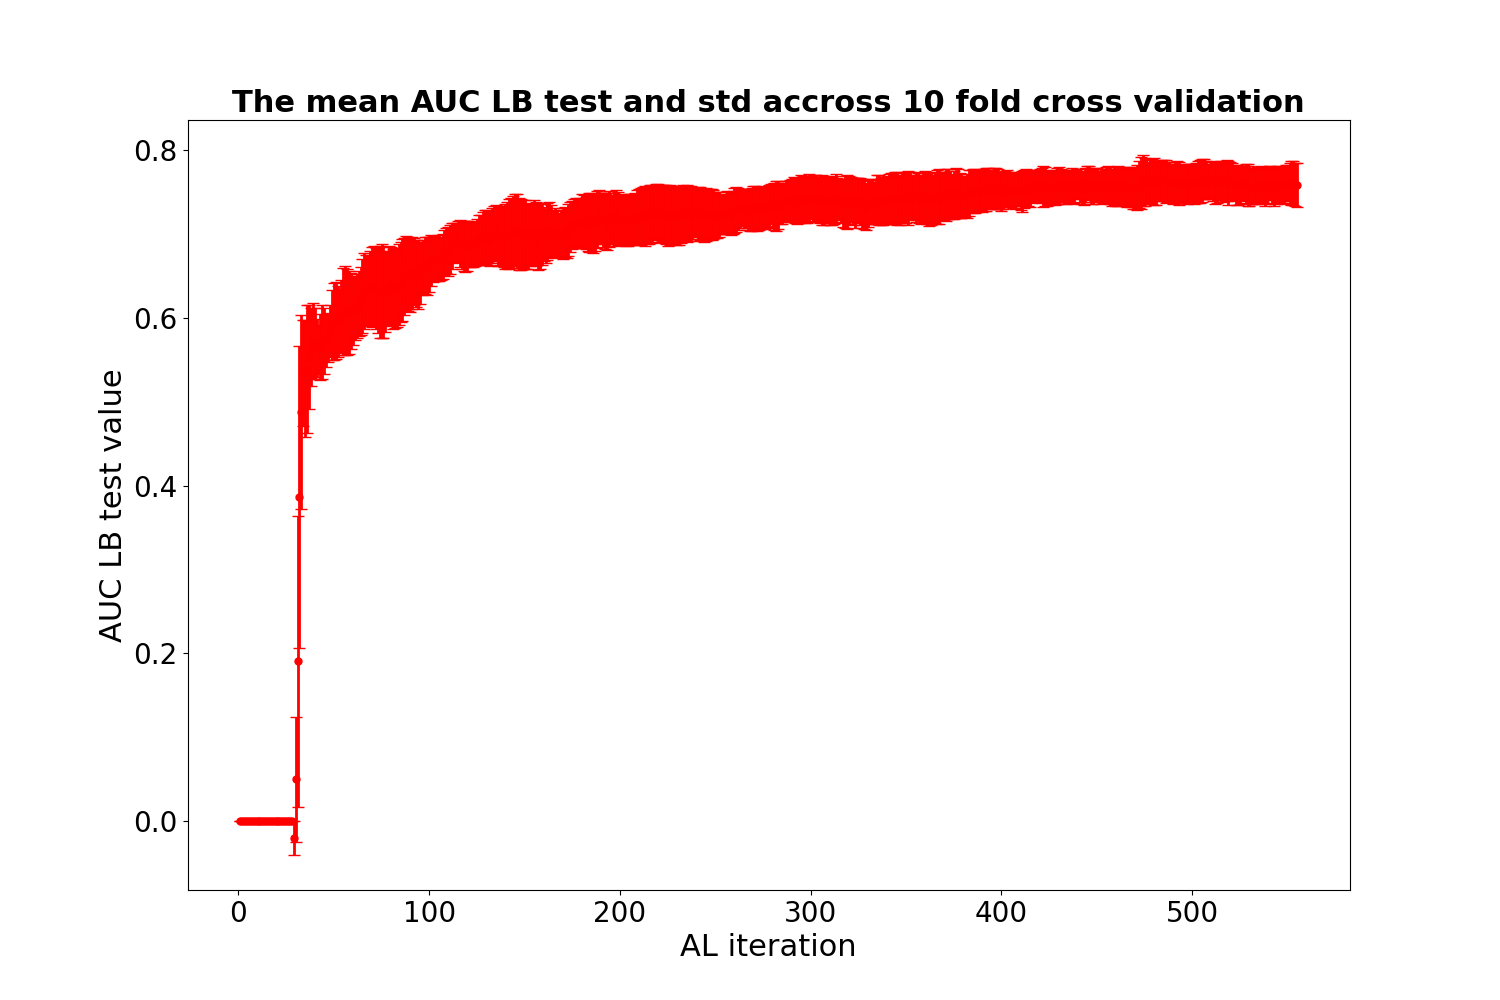 The mean AUC LB test and std accross 10 fold cross validation
0.8
0.6
0.4
0.2
0.0
AUC LB test value
0 100 200 300 400 500
AL iteration